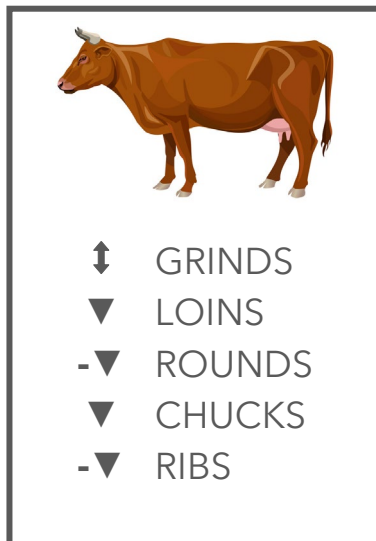 ⬍ GRINDS
▼ LOINS
-▼ ROUNDS
▼ CHUCKS
-▼ RIBS